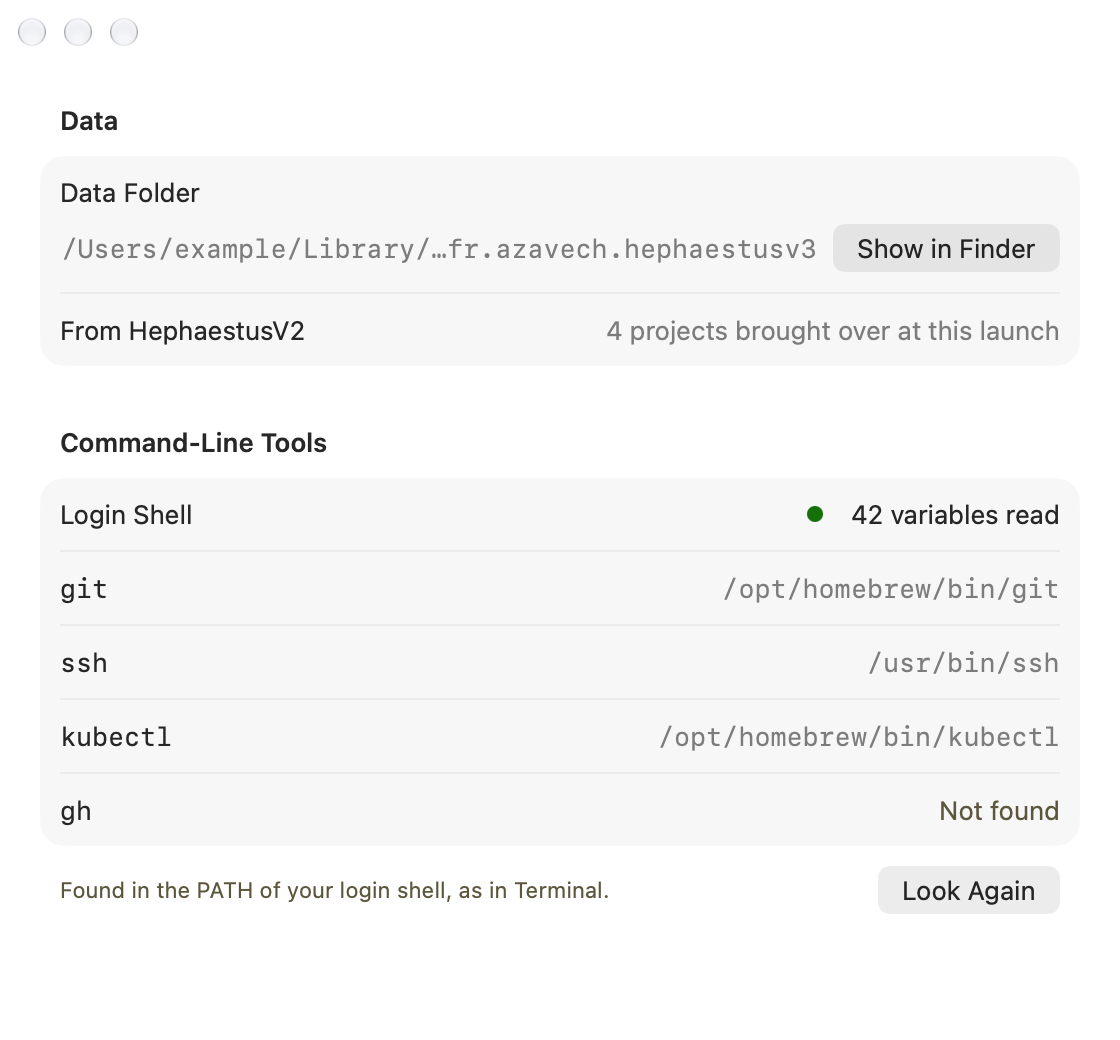 Data
Data Folder
/Users/example/Library/…fr.azavech.hephaestusv3 Show in Finder
From HephaestusV2 4 projects brought over at this launch
Command-Line Tools
Login Shell 42 variables read
git /opt/homebrew/bin/git
ssh /usr/bin/ssh
kubectl /opt/homebrew/bin/kubectl
gh Not found
Found in the PATH of your login shell, as in Terminal. Look Again